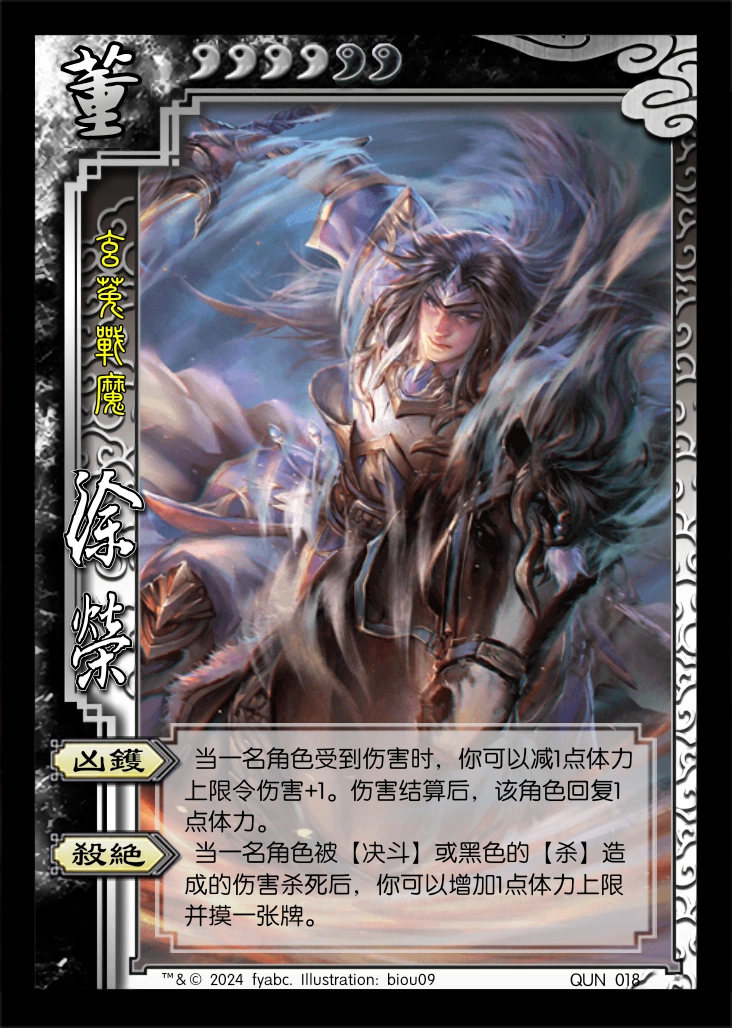 董
玄菟戰魔
徐榮
凶鑊
当一名角色受到伤害时，你可以减1点体力
上限令伤害+1。伤害结算后，该角色回复1
点体力。
殺絕
当一名角色被【决斗】或黑色的【杀】造
成的伤害杀死后，你可以增加1点体力上限
并摸一张牌。
™&© 2024 fyabc. Illustration: biou09
QUN 018